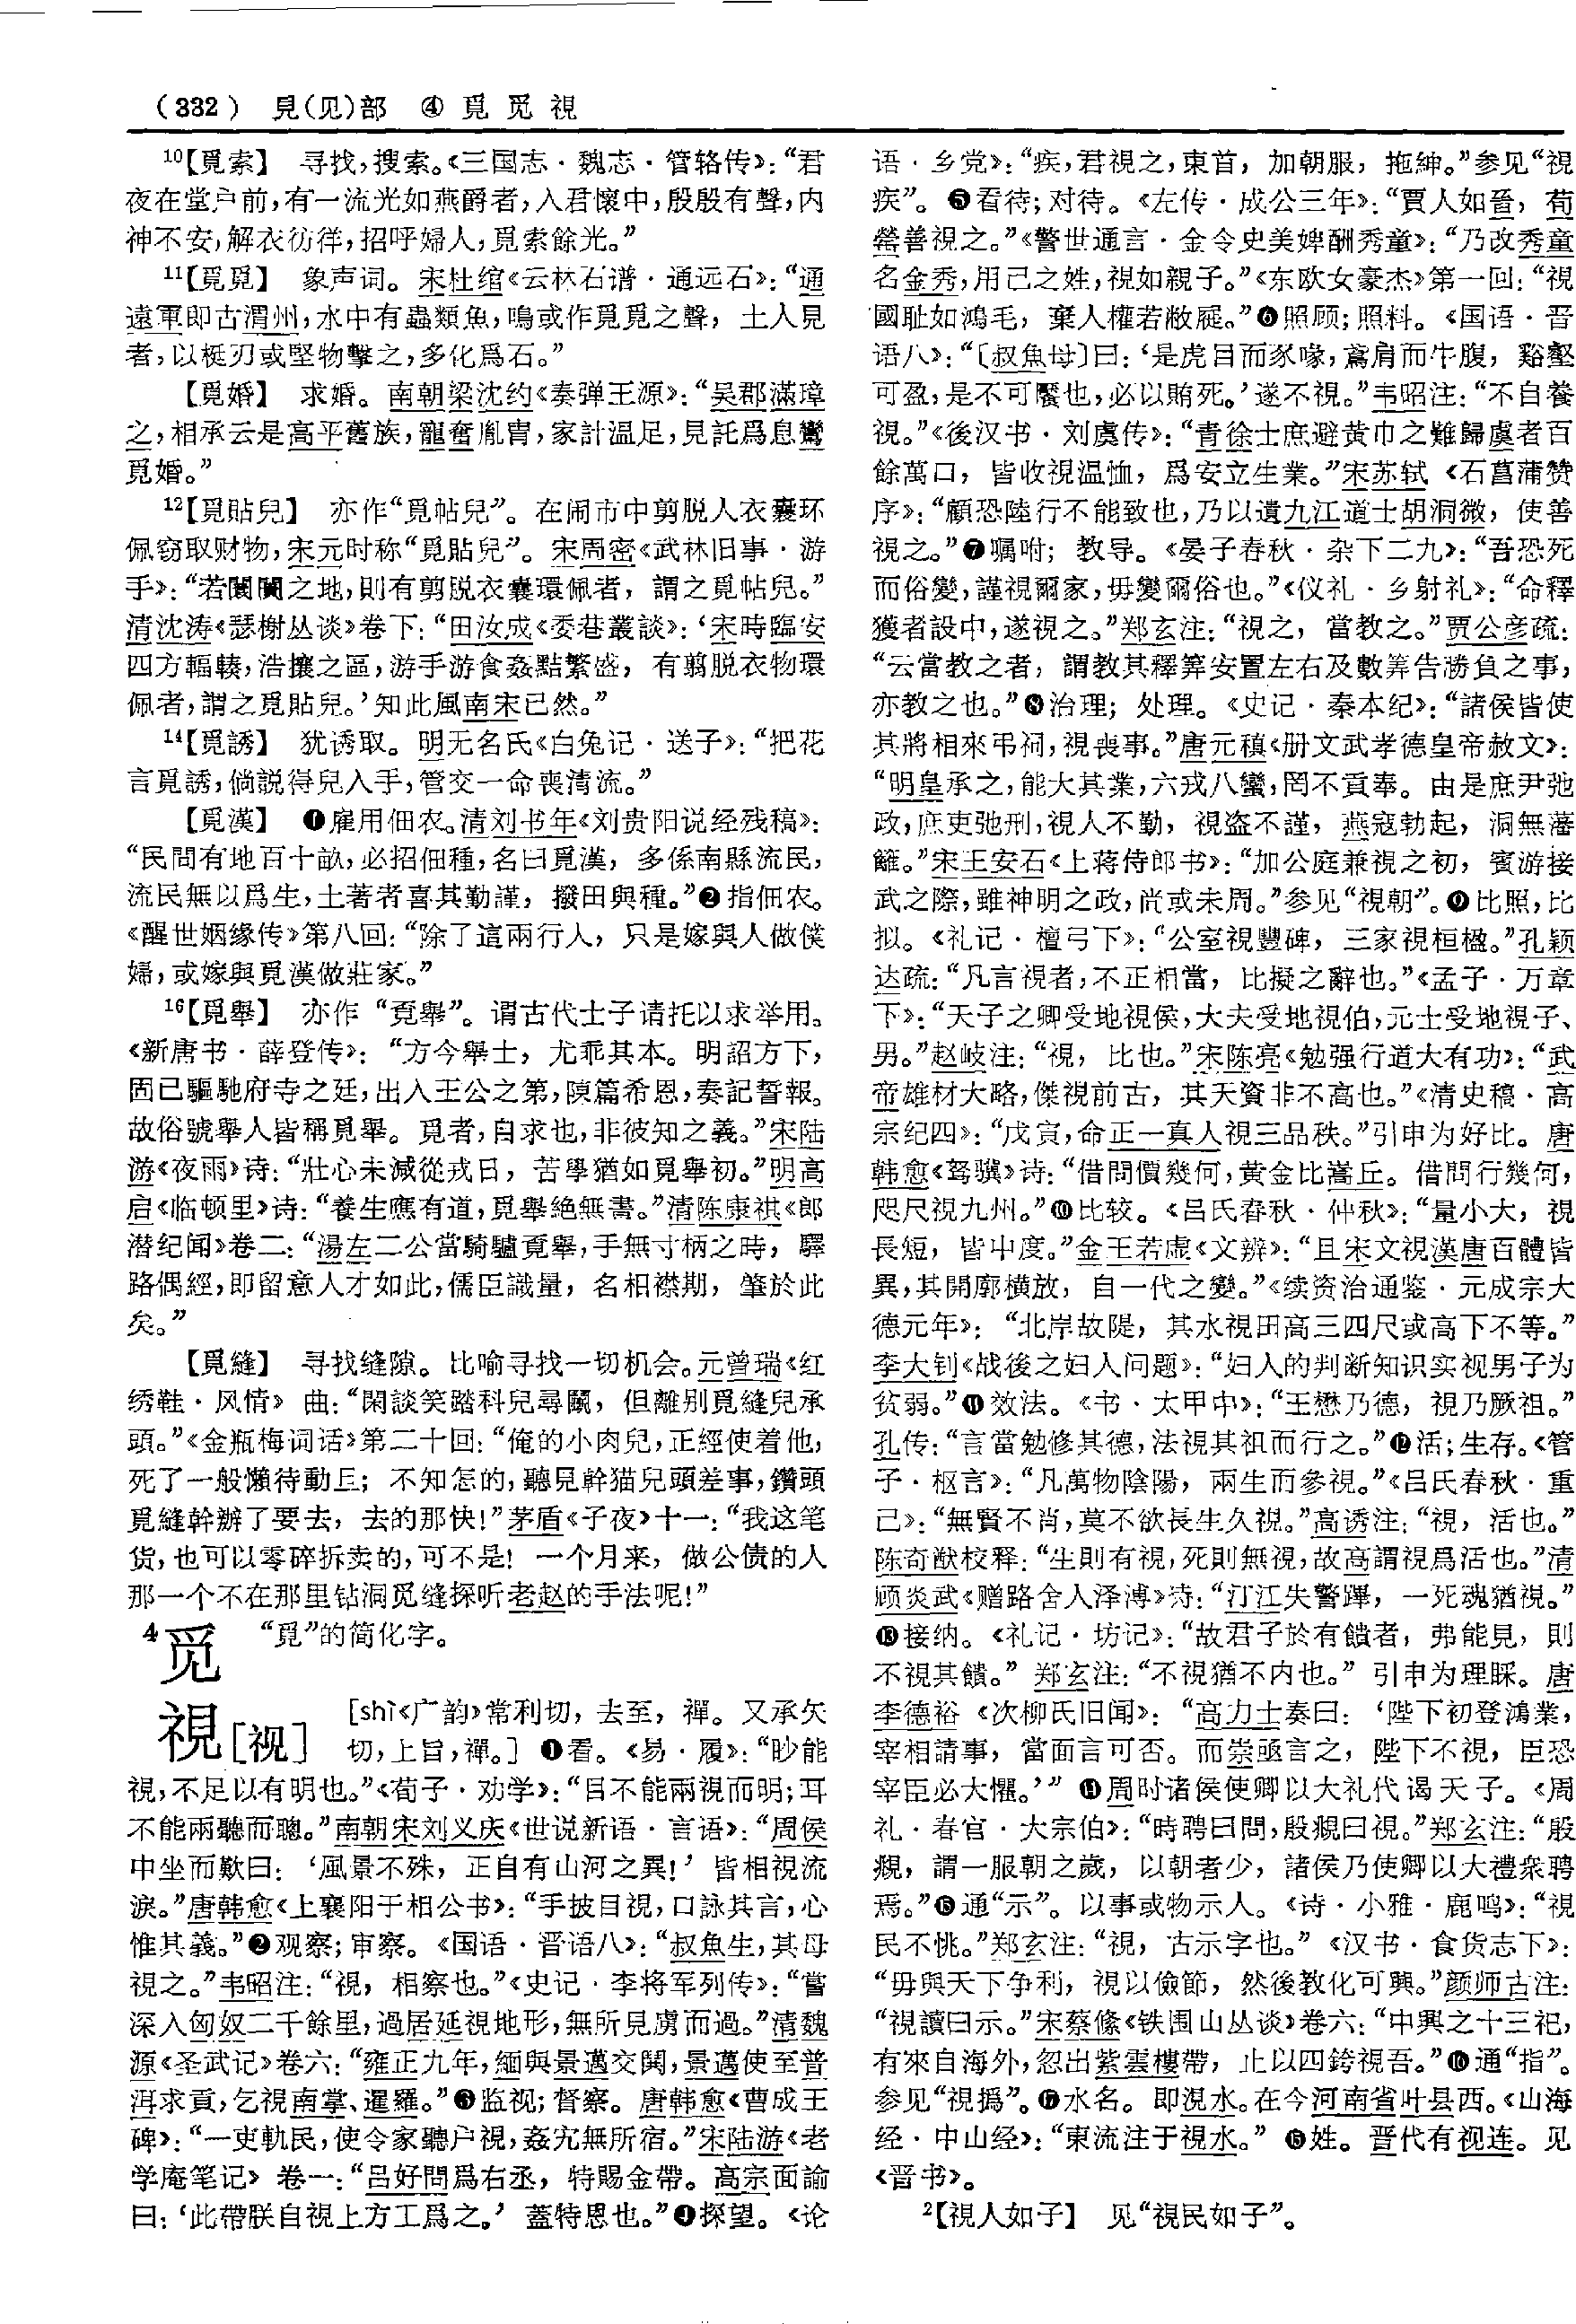 (332) 見(见)部 ④ 覓 觅 視
10【覓索】 寻找,搜索。《三国志·魏志·管辂传》:“君
夜在堂户前,有一流光如燕爵者,入君懷中,殷殷有聲,内
神不安,解衣彷徉,招呼婦人,覓索餘光。”
11【覓覓】 象声词。宋杜绾《云林石谱·通远石》:“通
遠軍即古渭州,水中有蟲類魚,鳴或作覓覓之聲,土人見
者,以梃刃或堅物擊之,多化爲石。”
【覓婚】 求婚。南朝梁沈约《奏弹王源》:“吴郡滿璋
之,相承云是高平舊族,寵奮胤胄,家計温足,見託爲息鸞
覓婚。”
12【覓貼兒】 亦作“覓帖兒”。在闹市中剪脱人衣囊环
佩窃取财物,宋元时称“覓貼兒”。宋周密《武林旧事·游
手》:“若闤闠之地,則有剪脱衣囊環佩者,謂之覓帖兒。”
清沈涛《瑟榭丛谈》卷下:“田汝成《委巷叢談》:‘宋時臨安
四方輻輳,浩攘之區,游手游食姦黠繁盛,有翦脱衣物環
佩者,謂之覓貼兒。’知此風南宋已然。”
14【覓誘】 犹诱取。明无名氏《白兔记·送子》:“把花
言覓誘,倘説得兒入手,管交一命喪清流。”
【覓漢】 ❶雇用佃农。清刘书年《刘贵阳说经残稿》:
“民間有地百十畝,必招佃種,名曰覓漢,多係南縣流民,
流民無以爲生,土著者喜其勤謹,撥田與種。”❷指佃农。
《醒世姻缘传》第八回:“除了這兩行人,只是嫁與人做僕
婦,或嫁與覓漢做莊家。”
16【覓舉】 亦作“覔舉”。谓古代士子请托以求举用。
《新唐书·薛登传》:“方今舉士,尤乖其本。明詔方下,
固已驅馳府寺之廷,出入王公之第,陳篇希恩,奏記誓報。
故俗號舉人皆稱覓舉。覓者,自求也,非彼知之義。”宋陆
游《夜雨》诗:“壯心未減從戎日,苦學猶如覓舉初。”明高
启《临顿里》诗:“養生應有道,覓舉絶無書。”清陈康祺《郎
潜纪闻》卷二:“湯左二公當騎驢覔舉,手無寸柄之時,驛
路偶經,即留意人才如此,儒臣識量,名相襟期,肇於此
矣。”
【覓縫】 寻找缝隙。比喻寻找一切机会。元曾瑞《红
绣鞋·风情》曲:“閑談笑踏科兒尋鬭,但離别覓縫兒承
頭。”《金瓶梅词话》第二十回:“俺的小肉兒,正經使着他,
死了一般懶待動旦;不知怎的,聽見幹猫兒頭差事,鑽頭
覓縫幹辦了要去,去的那快!”茅盾《子夜》十一:“我这笔
货,也可以零碎拆卖的,可不是!一个月来,做公债的人
那一个不在那里钻洞觅缝探听老赵的手法呢!”
4觅 “覓”的简化字。
視[视] [shì《广韵》常利切,去至,禪。又承矢
切,上旨,禪。] ❶看。《易·履》:“眇能
視,不足以有明也。”《荀子·劝学》:“目不能兩視而明;耳
不能兩聽而聰。”南朝宋刘义庆《世说新语·言语》:“周侯
中坐而歎曰:‘風景不殊,正自有山河之異!’皆相視流
淚。”唐韩愈《上襄阳于相公书》:“手披目視,口詠其言,心
惟其義。”❷观察;审察。《国语·晋语八》:“叔魚生,其母
視之。”韦昭注:“視,相察也。”《史记·李将军列传》:“嘗
深入匈奴二千餘里,過居延視地形,無所見虜而過。”清魏
源《圣武记》卷六:“雍正九年,緬與景邁交鬨,景邁使至普
洱求貢,乞視南掌、暹羅。”❸监视;督察。唐韩愈《曹成王
碑》:“一吏軌民,使令家聽户視,姦宄無所宿。”宋陆游《老
学庵笔记》卷一:“吕好問爲右丞,特賜金帶。高宗面諭
曰:‘此帶朕自視上方工爲之。’蓋特恩也。”❹探望。《论
语·乡党》:“疾,君視之,東首,加朝服,拖紳。”参见“視
疾”。❺看待;对待。《左传·成公三年》:“賈人如晉,荀
罃善視之。”《警世通言·金令史美婢酬秀童》:“乃改秀童
名金秀,用己之姓,視如親子。”《东欧女豪杰》第一回:“視
國耻如鴻毛,棄人權若敝屣。”❻照顾;照料。《国语·晋
语八》:“〔叔魚母〕曰:‘是虎目而豕喙,鳶肩而牛腹,谿壑
可盈,是不可饜也,必以賄死。’遂不視。”韦昭注:“不自養
視。”《後汉书·刘虞传》:“青徐士庶避黄巾之難歸虞者百
餘萬口,皆收視温恤,爲安立生業。”宋苏轼《石菖蒲赞
序》:“顧恐陸行不能致也,乃以遺九江道士胡洞微,使善
視之。”❼嘱咐;教导。《晏子春秋·杂下二九》:“吾恐死
而俗變,謹視爾家,毋變爾俗也。”《仪礼·乡射礼》:“命釋
獲者設中,遂視之。”郑玄注:“視之,當教之。”贾公彦疏:
“云當教之者,謂教其釋筭安置左右及數筭告勝負之事,
亦教之也。”❽治理;处理。《史记·秦本纪》:“諸侯皆使
其將相來弔祠,視喪事。”唐元稹《册文武孝德皇帝赦文》:
“明皇承之,能大其業,六戎八蠻,罔不貢奉。由是庶尹弛
政,庶吏弛刑,視人不勤,視盗不謹,燕寇勃起,洞無藩
籬。”宋王安石《上蒋侍郎书》:“加公庭兼視之初,賓游接
武之際,雖神明之政,尚或未周。”参见“視朝”。❾比照,比
拟。《礼记·檀弓下》:“公室視豐碑,三家視桓楹。”孔颖
达疏:“凡言視者,不正相當,比擬之辭也。”《孟子·万章
下》:“天子之卿受地視侯,大夫受地視伯,元士受地視子、
男。”赵岐注:“視,比也。”宋陈亮《勉强行道大有功》:“武
帝雄材大略,傑視前古,其天資非不高也。”《清史稿·高
宗纪四》:“戊寅,命正一真人視三品秩。”引申为好比。唐
韩愈《驽骥》诗:“借問價幾何,黄金比嵩丘。借問行幾何,
咫尺視九州。”❿比较。《吕氏春秋·仲秋》:“量小大,視
長短,皆中度。”金王若虚《文辨》:“且宋文視漢唐百體皆
異,其開廓横放,自一代之變。”《续资治通鉴·元成宗大
德元年》:“北岸故隄,其水視田高三四尺或高下不等。”
李大钊《战後之妇人问题》:“妇人的判断知识实视男子为
贫弱。”⓫效法。《书·太甲中》:“王懋乃德,視乃厥祖。”
孔传:“言當勉修其德,法視其祖而行之。”⓬活;生存。《管
子·枢言》:“凡萬物陰陽,兩生而參視。”《吕氏春秋·重
己》:“無賢不肖,莫不欲長生久視。”高诱注:“視,活也。”
陈奇猷校释:“生則有視,死則無視,故高謂視爲活也。”清
顾炎武《赠路舍人泽溥》诗:“汀江失警蹕,一死魂猶視。”
⓭接纳。《礼记·坊记》:“故君子於有饋者,弗能見,則
不視其饋。”郑玄注:“不視猶不内也。”引申为理睬。唐
李德裕《次柳氏旧闻》:“高力士奏曰:‘陛下初登鴻業,
宰相請事,當面言可否。而崇亟言之,陛下不視,臣恐
宰臣必大懼。’”⓮周时诸侯使卿以大礼代谒天子。《周
礼·春官·大宗伯》:“時聘曰問,殷覜曰視。”郑玄注:“殷
覜,謂一服朝之歲,以朝者少,諸侯乃使卿以大禮衆聘
焉。”⓯通“示”。以事或物示人。《诗·小雅·鹿鸣》:“視
民不恌。”郑玄注:“視,古示字也。”《汉书·食货志下》:
“毋與天下争利,視以儉節,然後教化可興。”颜师古注:
“視讀曰示。”宋蔡絛《铁围山丛谈》卷六:“中興之十三祀,
有來自海外,忽出紫雲樓帶,止以四銙視吾。”⓰通“指”。
参见“視撝”。⓱水名。即涀水。在今河南省叶县西。《山海
经·中山经》:“東流注于視水。”⓲姓。晋代有视连。见
《晋书》。
2【視人如子】 见“視民如子”。